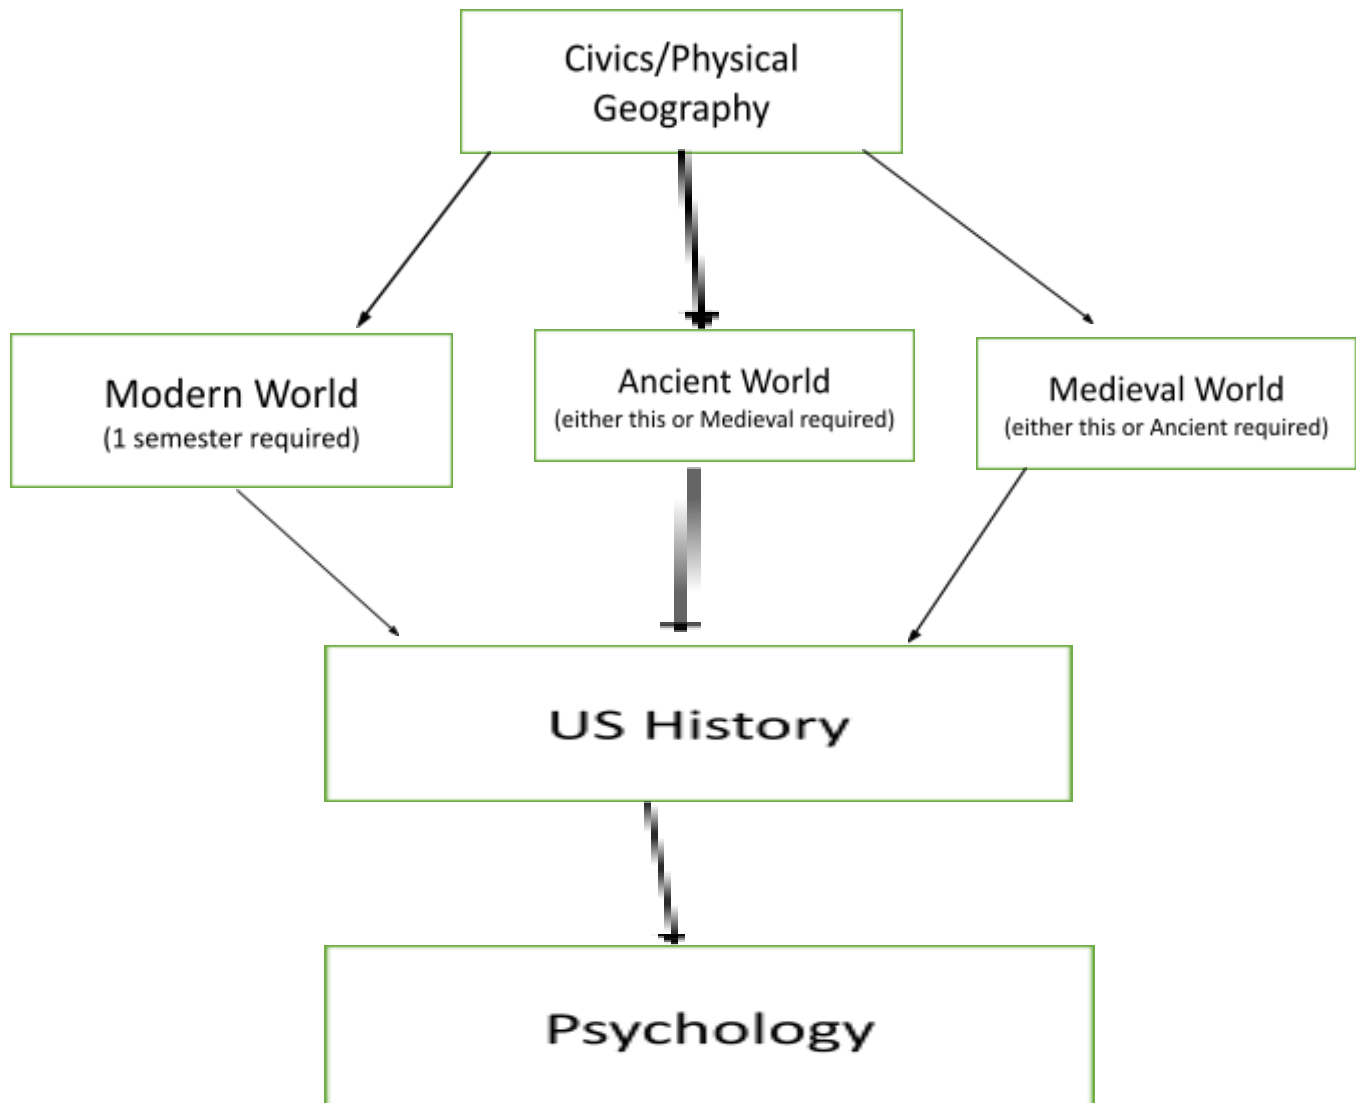 Civics/Physical
Geography
Modern World
(1 semester required)
Ancient World
(either this or Medieval required)
Medieval World
(either this or Ancient required)
US History
Psychology